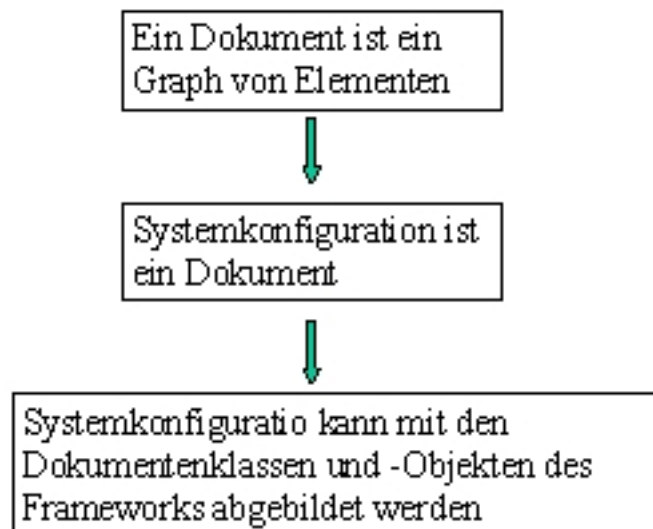 Ein Dokument ist ein
Graph von Elementen
Systemkonfiguration ist
ein Dokument
Systemkonfiguratio kann mit den
Dokumentenklassen und -Objekten des
Frameworks abgebildet werden